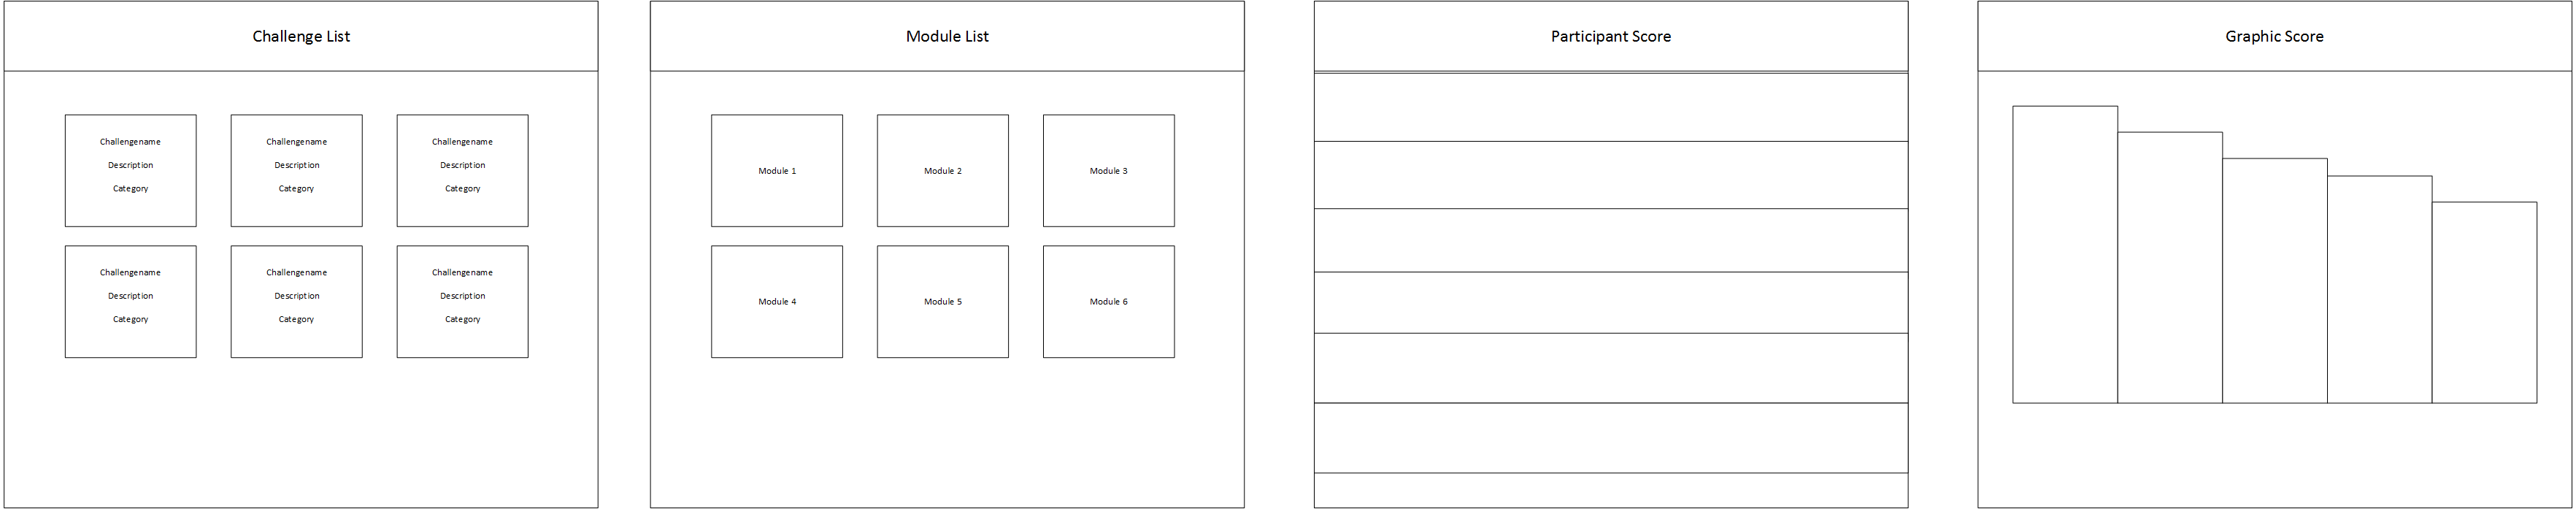 Challenge List
Challengename
Description
Category
Challengename
Description
Category
Challengename
Description
Category
Challengename
Description
Category
Challengename
Description
Category
Challengename
Description
Category
Module List
Module 1
Module 2
Module 3
Module 4
Module 5
Module 6
Participant Score
Graphic Score